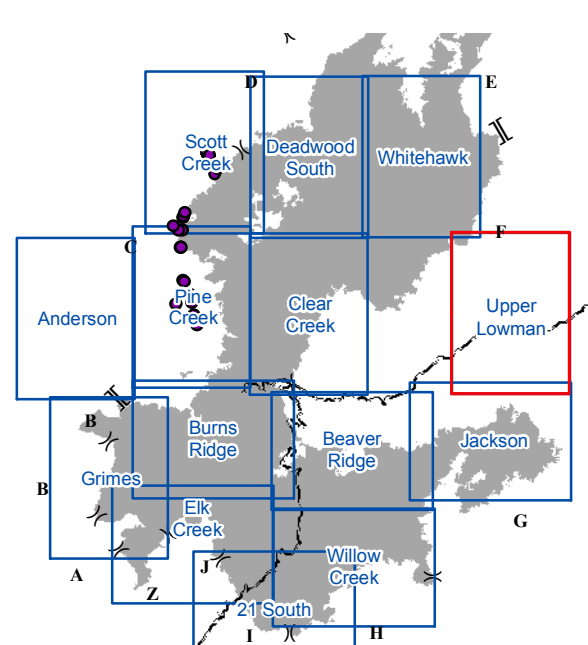 D
E
Scott
Creek
Deadwood
South
Whitehawk
F
C
Anderson
Pine
Creek
Clear
Creek
Upper
Lowman
B
Burns
Ridge
Beaver
Ridge
Jackson
Grimes
B
Elk
Creek
G
A
Z
J
Willow
Creek
21 South
I
H